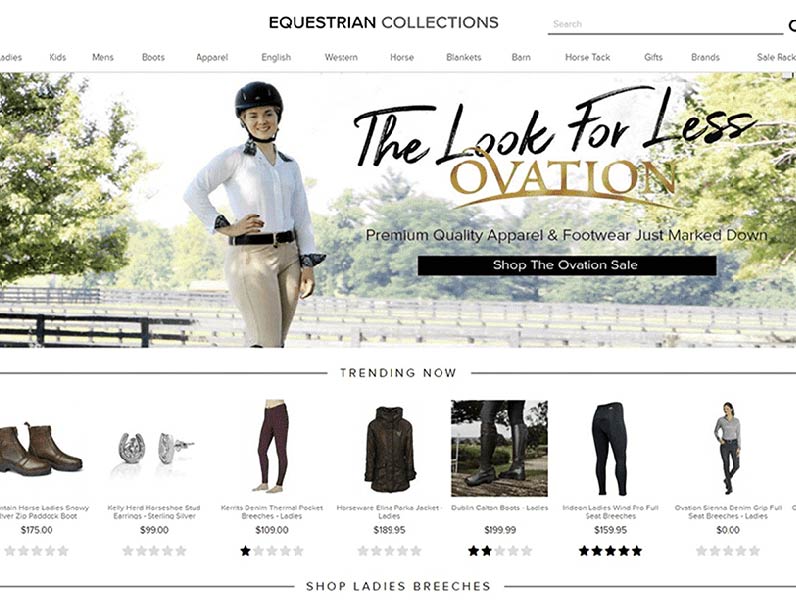 EQUESTRIAN COLLECTIONS
Search
Ladies Kids Mens Boots Apparel English Western Horse Blankets Barn Horse Tack Gifts Brands Sale Rack
The Look For Less
OVATION
Premium Quality Apparel & Footwear Just Marked Down
Shop The Ovation Sale
TRENDING NOW
ntain Horse Ladies Snowy
lver Zip Paddock Boot
$175.00
Kelly Herd Horseshoe Stud
Earrings - Sterling Silver
$99.00
Kerrits Denim Thermal Pocket
Breeches - Ladies
$109.00
Horseware Elina Parka Jacket -
Ladies
$189.95
Dublin Galton Boots - Ladies
$199.99
Irideon Ladies Wind Pro Full
Seat Breeches
$159.95
Ovation Sienna Denim Grip Full
Seat Breeches - Ladies
$0.00
SHOP LADIES BREECHES